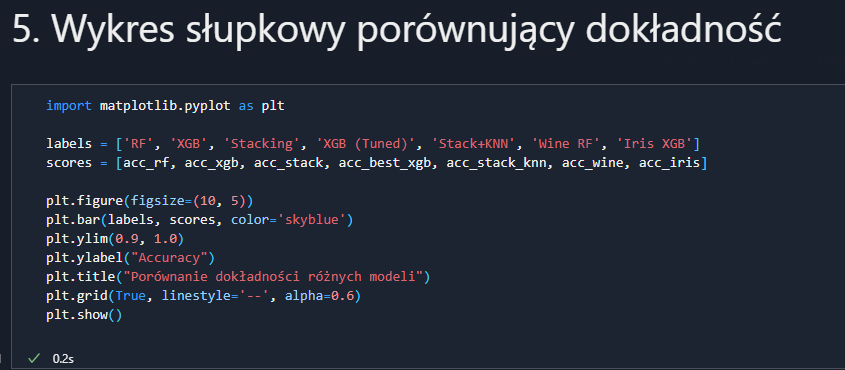 5. Wykres słupkowy porównujący dokładność
import matplotlib.pyplot as plt
labels = ['RF', 'XGB', 'Stacking', 'XGB (Tuned)', 'Stack+KNN', 'Wine RF', 'Iris XGB']
scores = [acc_rf, acc_xgb, acc_stack, acc_best_xgb, acc_stack_knn, acc_wine, acc_iris]
plt.figure(figsize=(10, 5))
plt.bar(labels, scores, color='skyblue')
plt.ylim(0.9, 1.0)
plt.ylabel("Accuracy")
plt.title("Porównanie dokładności różnych modeli")
plt.grid(True, linestyle='--', alpha=0.6)
plt.show()
0.2s